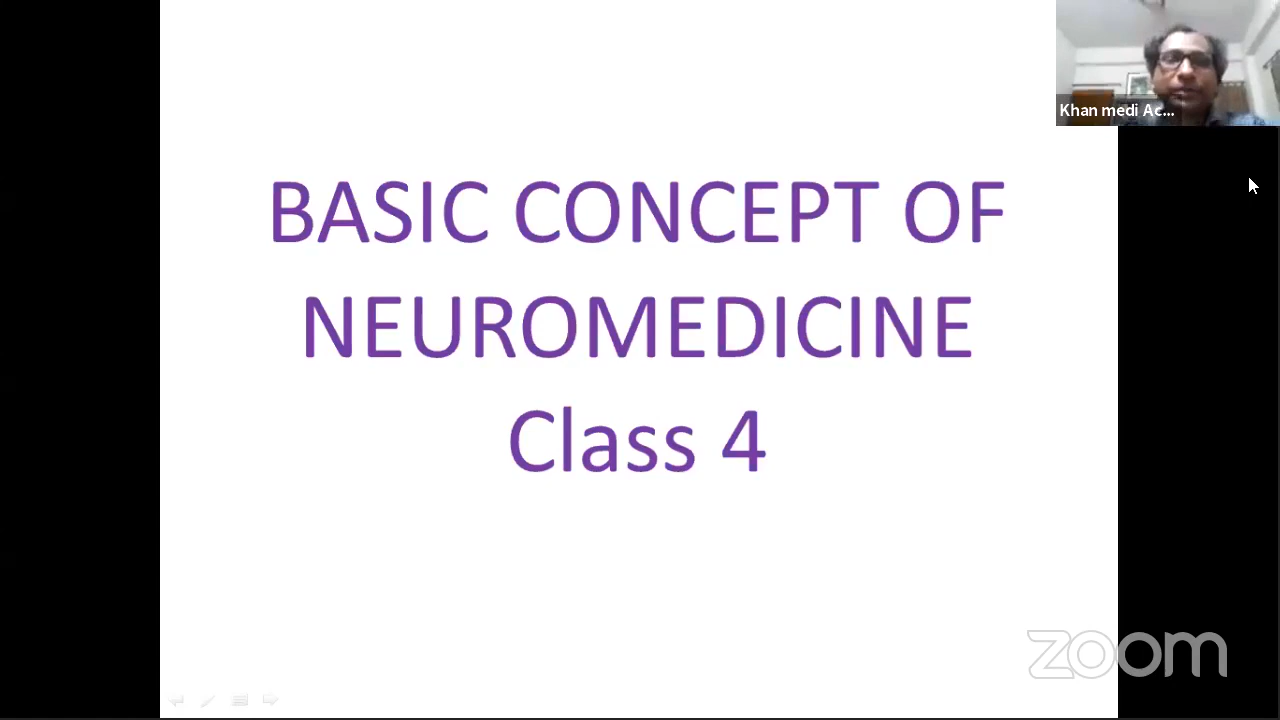 Khan medi Ac...
BASIC CONCEPT OF
NEUROMEDICINE
Class 4
zoom